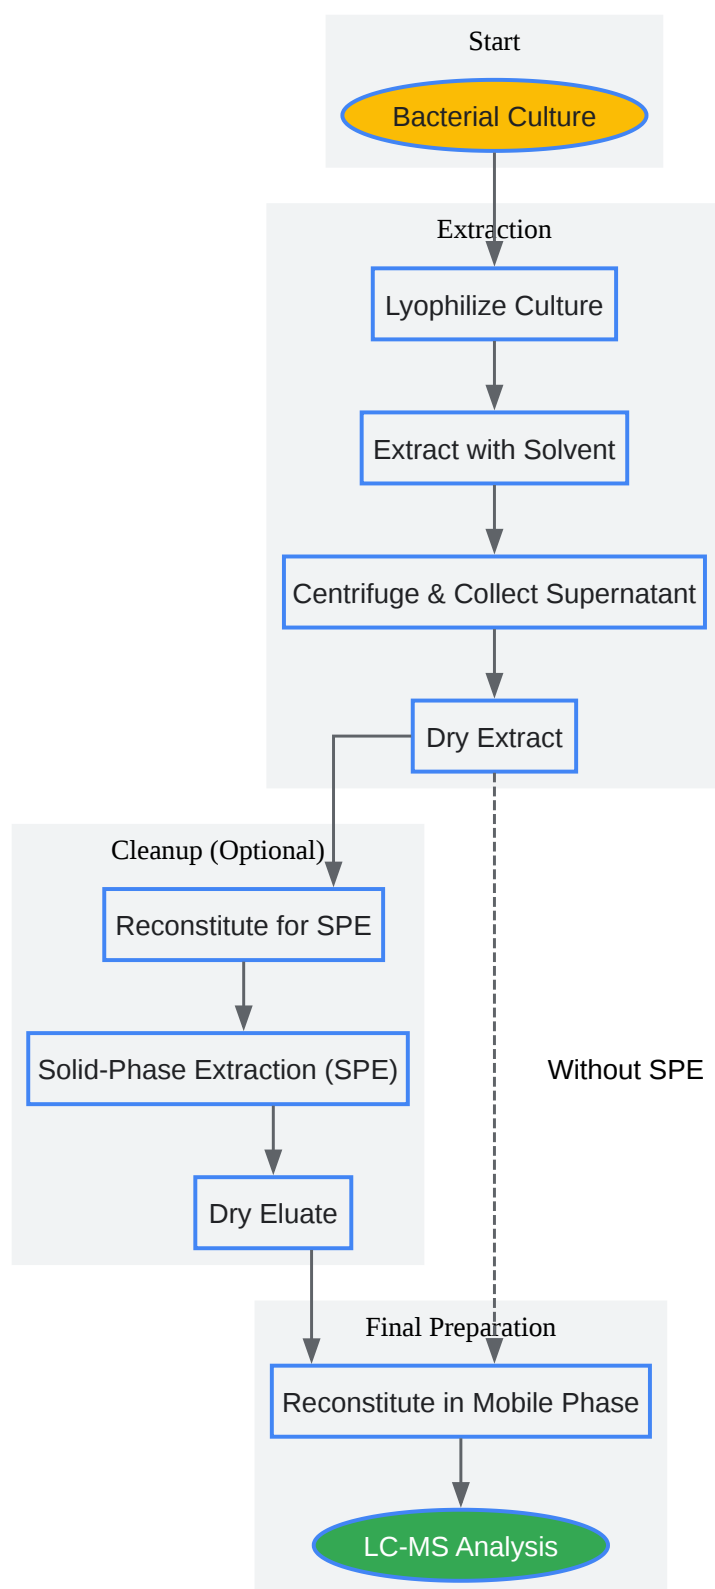 Start
Bacterial Culture
Extraction
Lyophilize Culture
Extract with Solvent
Centrifuge & Collect Supernatant
Dry Extract
Cleanup (Optional)
Reconstitute for SPE
Solid-Phase Extraction (SPE)
Without SPE
Dry Eluate
Final Preparation
Reconstitute in Mobile Phase
LC-MS Analysis